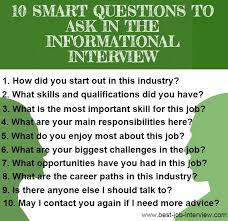 10 SMART QUESTIONS TO
ASK IN THE
INFORMATIONAL
INTERVIEW
1. How did you start out in this industry?
2. What skills and qualifications did you have?
3. What is the most important skill for this job?
4. What are your main responsibilities here?
5. What do you enjoy most about this job?
6. What are your biggest challenges in the job?
7. What opportunities have you had in this job?
8. What are the career paths in this industry?
9. Is there anyone else I should talk to?
10. May I contact you again if I need more advice?
www.best-job-interview.com